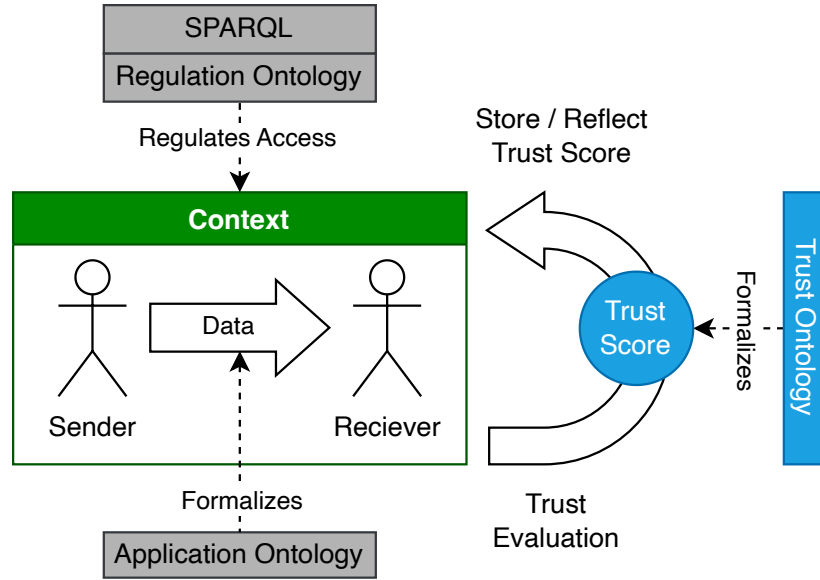 SPARQL
Regulation Ontology
Regulates Access
Store / Reflect
Trust Score
Context
Data
Sender
Reciever
Trust
Score
Formalizes
Trust Ontology
Formalizes
Trust
Evaluation
Application Ontology